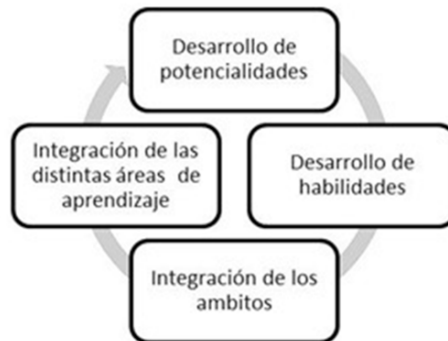 Desarrollo de
potencialidades
Desarrollo de
habilidades
Integración de los
ambitos
Integración de las
distintas áreas de
aprendizaje